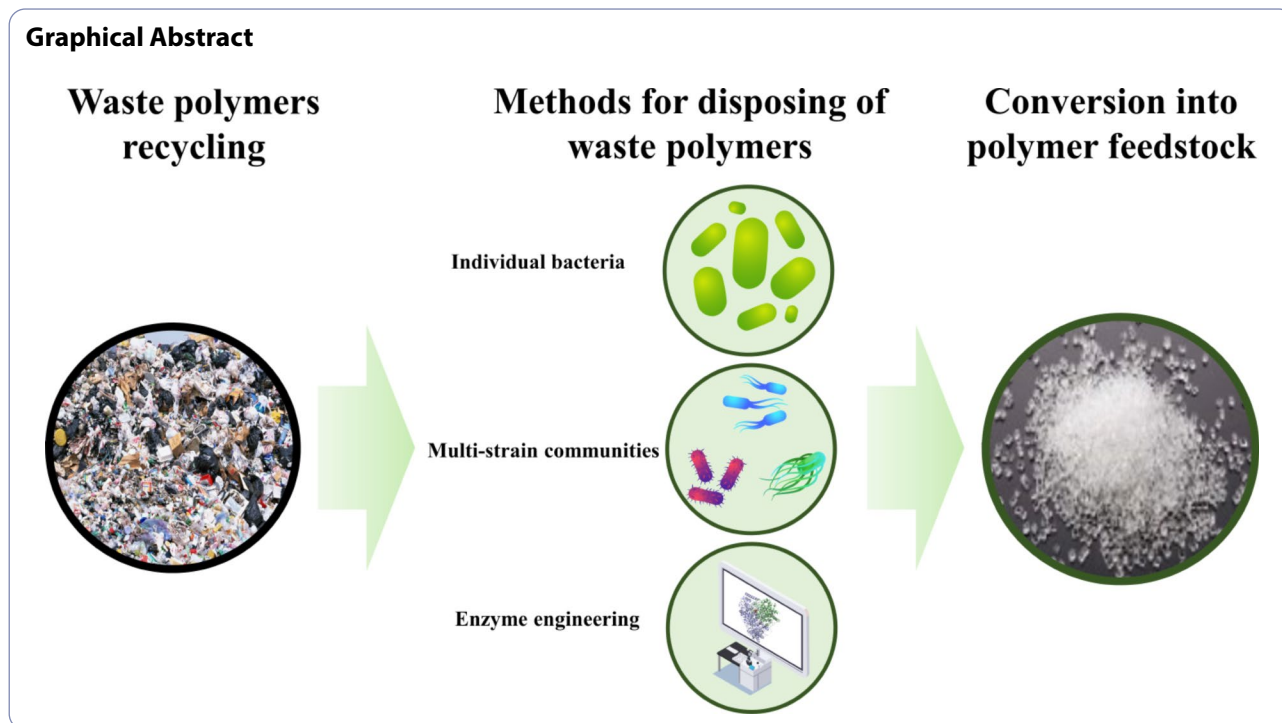 Graphical Abstract
Waste polymers
recycling
Methods for disposing of
waste polymers
Conversion into
polymer feedstock
Individual bacteria
Multi-strain communities
Enzyme engineering